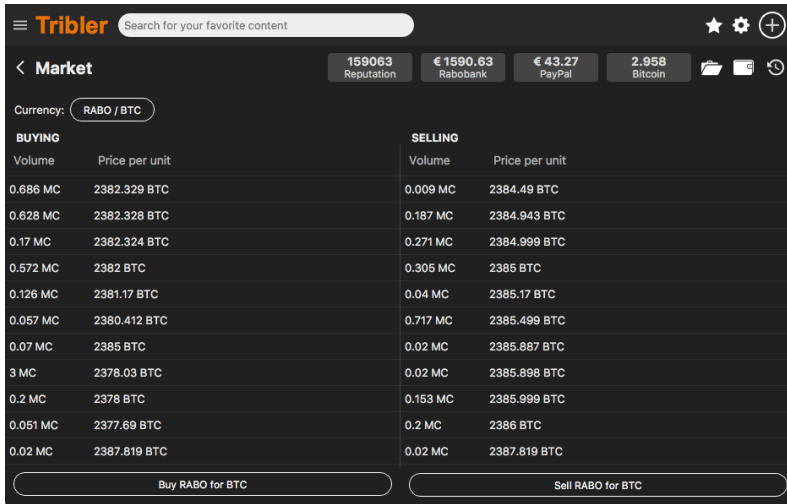 Tribler Search for your favorite content
Market
159063 € 1590.63 € 43.27 2.958
Reputation Rabobank PayPal Bitcoin
Currency: RABO / BTC
BUYING SELLING
Volume Price per unit Volume Price per unit
0.686 MC 2382.329 BTC 0.009 MC 2384.49 BTC
0.628 MC 2382.328 BTC 0.187 MC 2384.943 BTC
0.17 MC 2382.324 BTC 0.271 MC 2384.999 BTC
0.572 MC 2382 BTC 0.305 MC 2385 BTC
0.126 MC 2381.17 BTC 0.04 MC 2385.17 BTC
0.057 MC 2380.412 BTC 0.717 MC 2385.499 BTC
0.07 MC 2385 BTC 0.02 MC 2385.887 BTC
3 MC 2378.03 BTC 0.02 MC 2385.898 BTC
0.2 MC 2378 BTC 0.153 MC 2385.999 BTC
0.051 MC 2377.69 BTC 0.2 MC 2386 BTC
0.02 MC 2387.819 BTC 0.02 MC 2387.819 BTC
Buy RABO for BTC Sell RABO for BTC